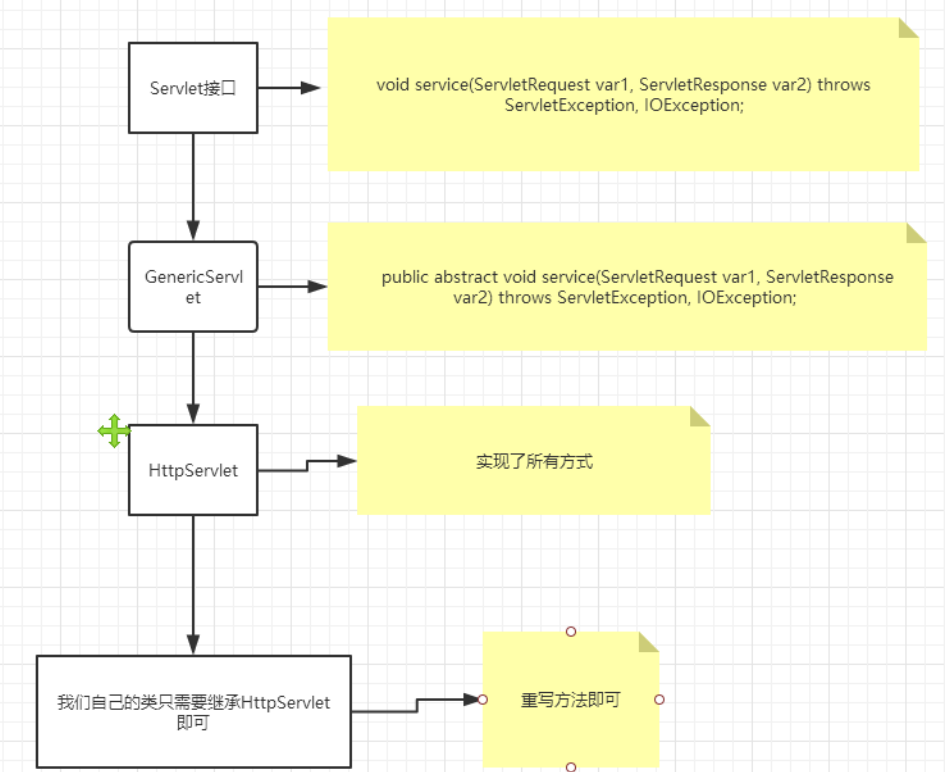 Servlet接口
void service(ServletRequest var1, ServletResponse var2) throws
ServletException, IOException;
GenericServl
et
public abstract void service(ServletRequest var1, ServletResponse
var2) throws ServletException, IOException;
HttpServlet
实现了所有方式
我们自己的类只需要继承HttpServlet
即可
重写方法即可